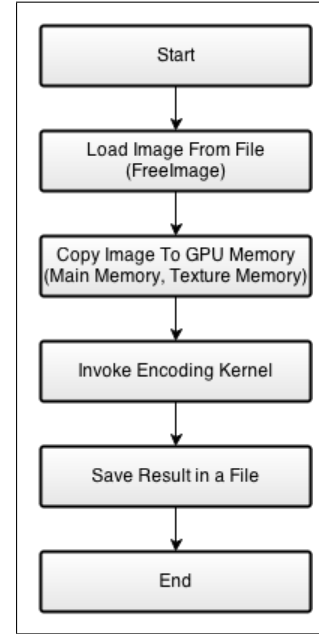 Start
Load Image From File
(FreeImage)
Copy Image To GPU Memory
(Main Memory, Texture Memory)
Invoke Encoding Kernel
Save Result in a File
End